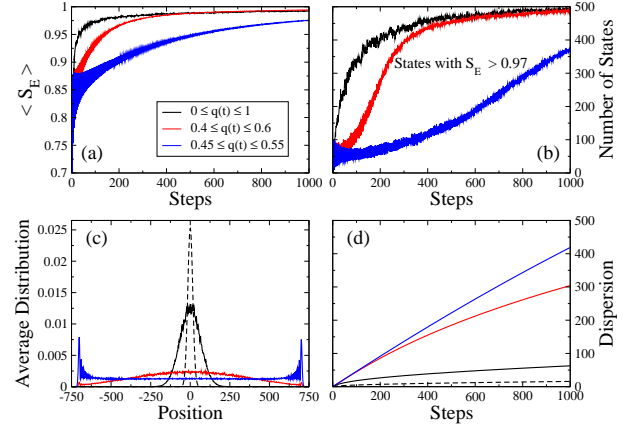 1
0.95
0.9
0.85
0.8
0.75
0.7
< S_E >
0 ≤ q(t) ≤ 1
0.4 ≤ q(t) ≤ 0.6
0.45 ≤ q(t) ≤ 0.55
(a)
0 200 400 600 800 1000
Steps
500
400
300
200
100
0
Number of States
States with S_E > 0.97
(b)
0 200 400 600 800 1000
Steps
0.025
0.02
0.015
0.01
0.005
0
Average Distribution
(c)
-750 -500 -250 0 250 500 750
Position
500
400
300
200
100
0
Dispersion
(d)
0 200 400 600 800 1000
Steps